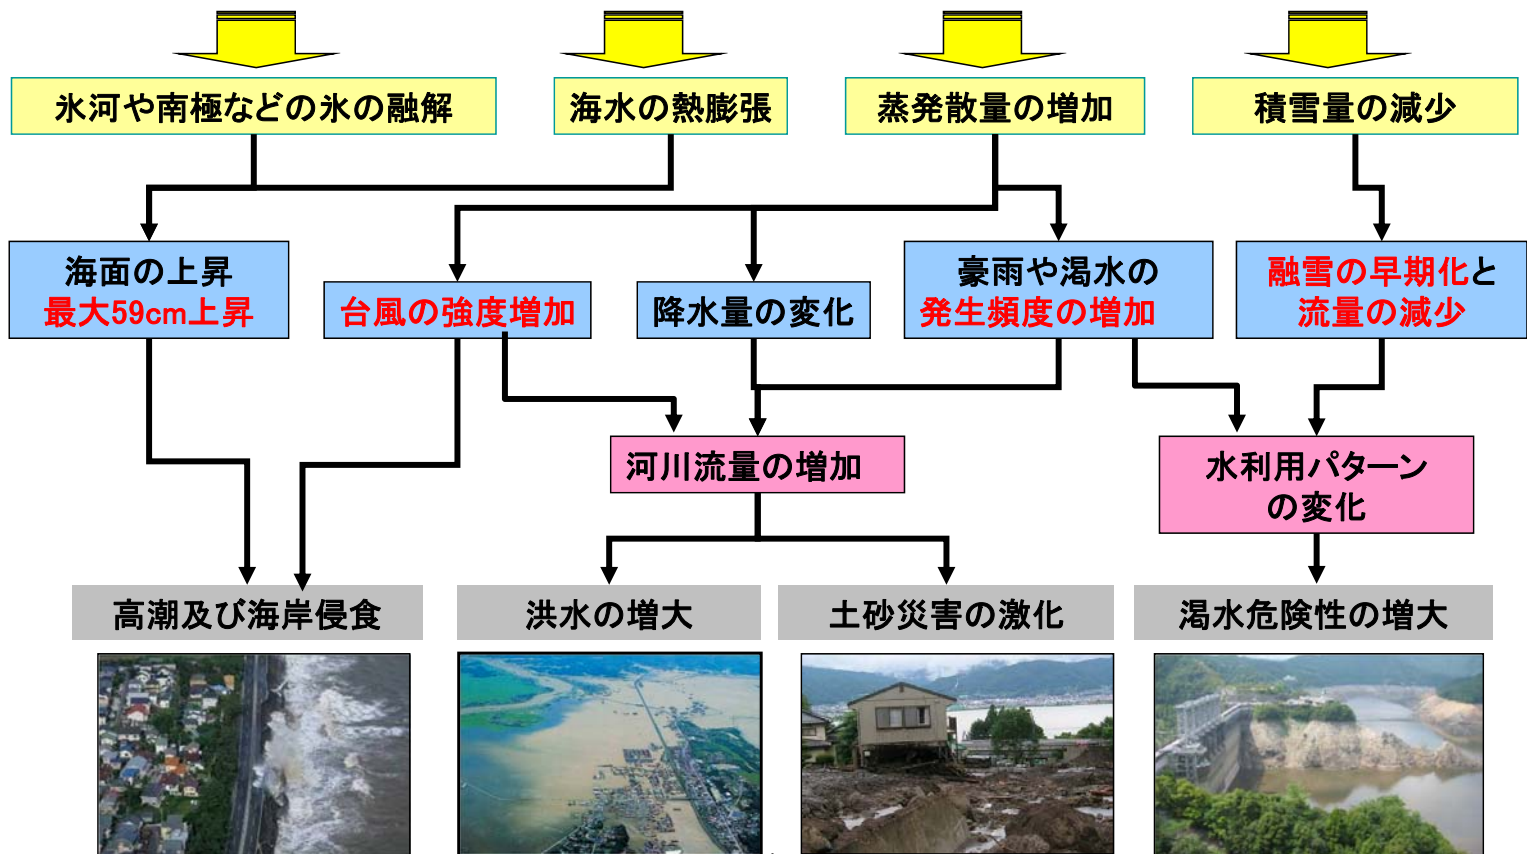 氷河や南極などの氷の融解
海水の熱膨張
蒸発散量の増加
積雪量の減少
海面の上昇
最大59cm上昇
台風の強度増加
降水量の変化
豪雨や渇水の
発生頻度の増加
融雪の早期化と
流量の減少
河川流量の増加
水利用パターン
の変化
高潮及び海岸侵食
洪水の増大
土砂災害の激化
渇水危険性の増大